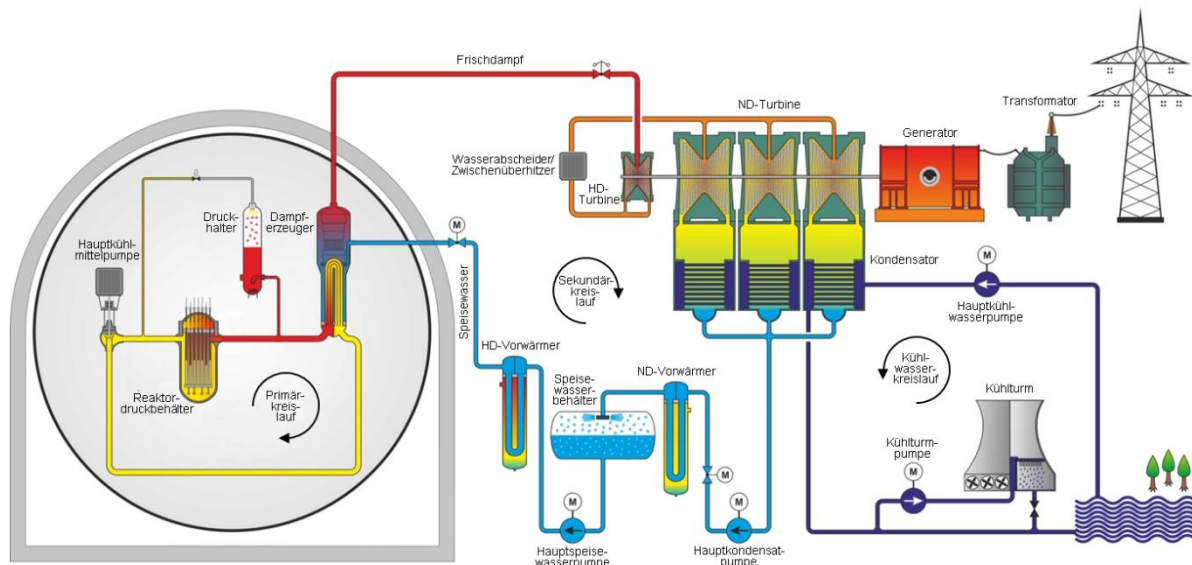 Frischdampf
ND-Turbine
Transformator
Generator
Wasserabscheider/
Zwischenüberhitzer
HD-
Turbine
Druck-
halter
Dampf-
erzeuger
Hauptkühl-
mittelpumpe
M
Speisewasser
Sekundär-
kreis-
lauf
Kondensator
M
Hauptkühl-
wasserpumpe
HD-Vorwärmer
Speise-
wasser-
behälter
ND-Vorwärmer
Kühl-
wasser-
kreislauf
Kühlturm
Reaktor-
druckbehälter
Primär-
kreis-
lauf
Kühlturm-
pumpe
M
M
M
M
Hauptspeise-
wasserpumpe
Hauptkondensat-
pumpe